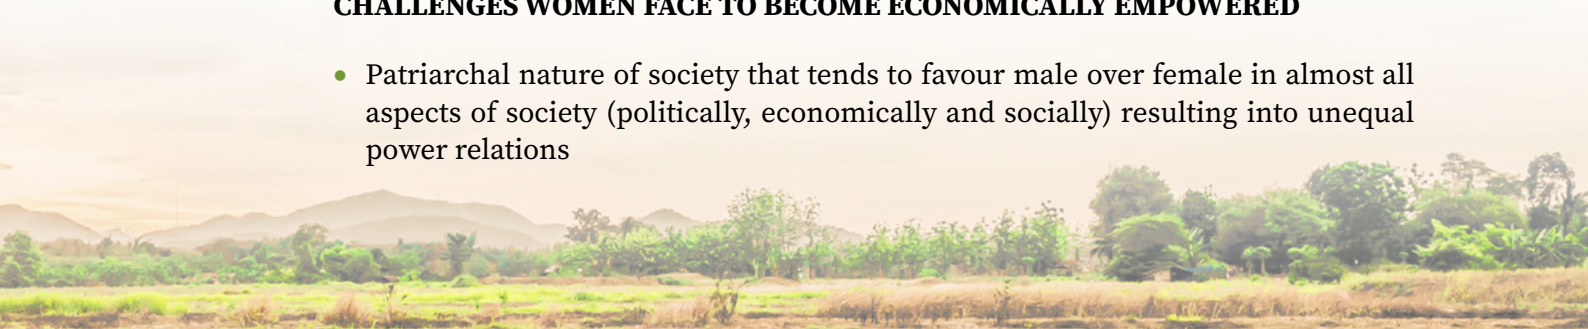 CHALLENGES WOMEN FACE TO BECOME ECONOMICALLY EMPOWERED
• Patriarchal nature of society that tends to favour male over female in almost all
aspects of society (politically, economically and socially) resulting into unequal
power relations